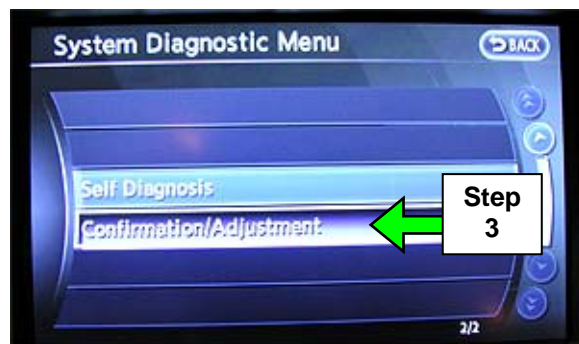 System Diagnostic Menu
BACK
Self Diagnosis
Confirmation/Adjustment
Step
3
2/2